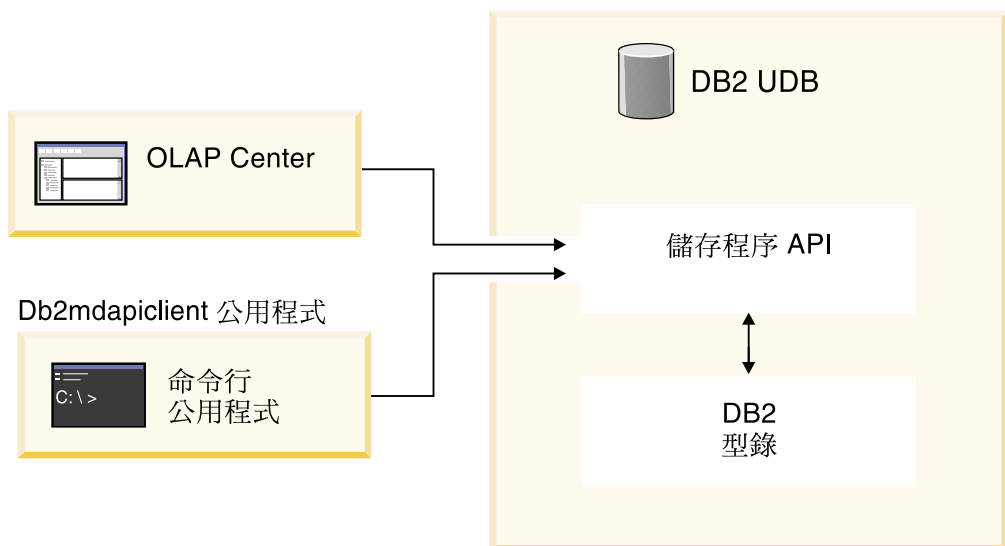 DB2 UDB
OLAP Center
儲存程序 API
Db2mdapiclient 公用程式
C: \ >
命令行
公用程式
DB2
型錄